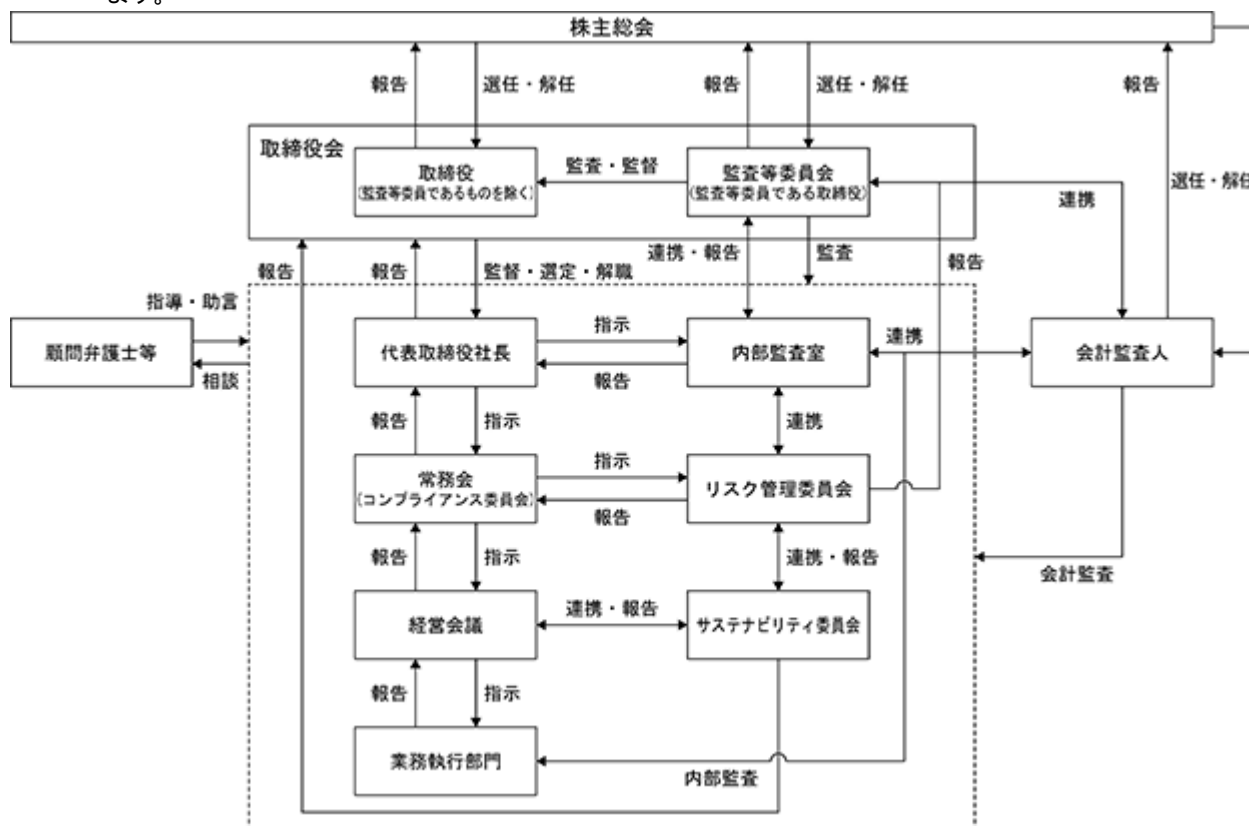 ます。
株主総会
報告
選任・解任
報告
選任・解任
報告
選任・解任
取締役会
取締役
(監査等委員であるものを除く)
監査・監督
監査等委員会
(監査等委員である取締役)
連携
報告
報告
監督・選定・解職
連携・報告
監査
報告
指導・助言
顧問弁護士等
相談
代表取締役社長
指示
報告
内部監査室
連携
会計監査人
報告
指示
連携
常務会
(コンプライアンス委員会)
指示
報告
リスク管理委員会
報告
指示
連携・報告
会計監査
経営会議
連携・報告
サステナビリティ委員会
報告
指示
業務執行部門
内部監査